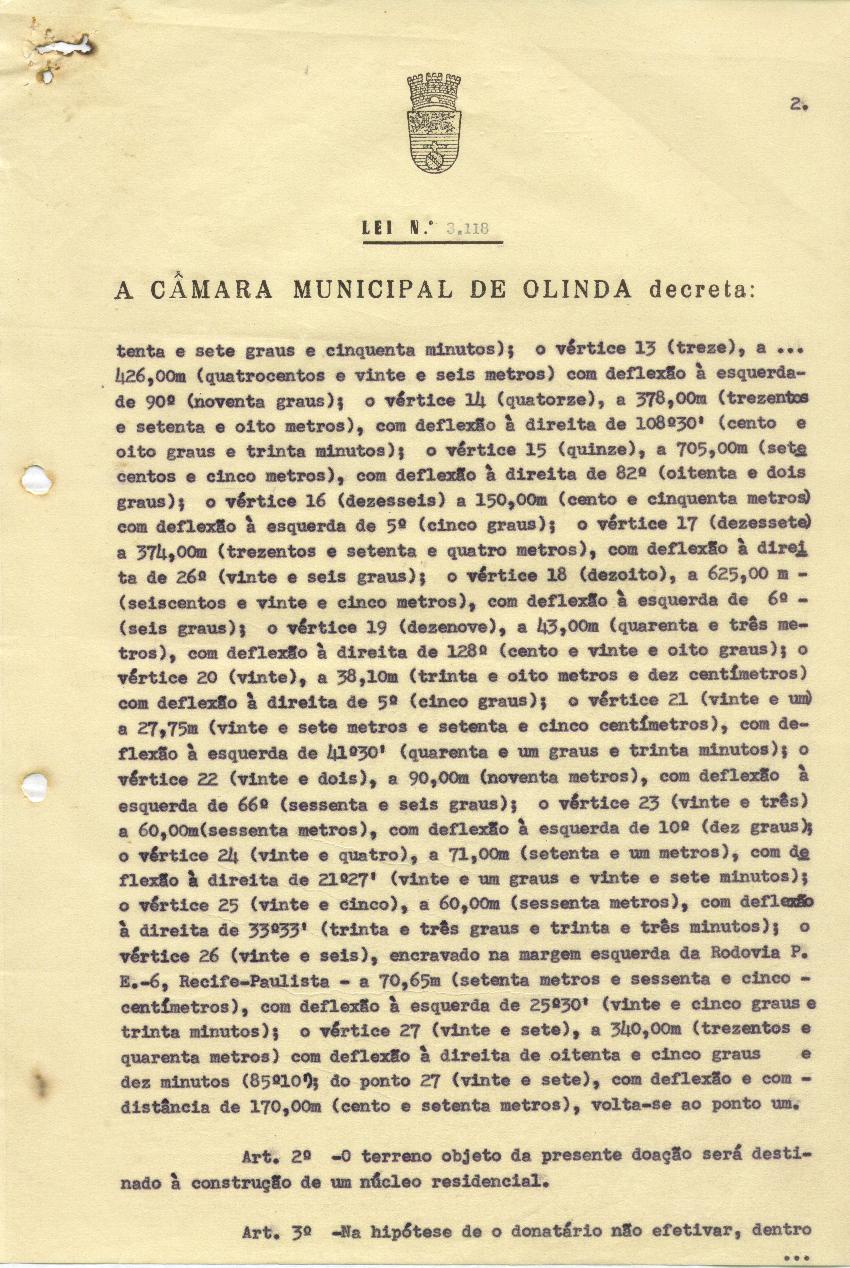 2.
LEI N.º 3.118
A CÂMARA MUNICIPAL DE OLINDA decreta:
tenta e sete graus e cinquenta minutos); o vértice 13 (treze), a ...
426,00m (quatrocentos e vinte e seis metros) com deflexão à esquerda-
de 90º (noventa graus); o vértice 14 (quatorze), a 378,00m (trezentos
e setenta e oito metros), com deflexão à direita de 108º30' (cento e
oito graus e trinta minutos); o vértice 15 (quinze), a 705,00m (sete
centos e cinco metros), com deflexão à direita de 82º (oitenta e dois
graus); o vértice 16 (dezesseis) a 150,00m (cento e cinquenta metros)
com deflexão à esquerda de 5º (cinco graus); o vértice 17 (dezessete)
a 374,00m (trezentos e setenta e quatro metros), com deflexão à direi
ta de 26º (vinte e seis graus); o vértice 18 (dezoito), a 625,00 m -
(seiscentos e vinte e cinco metros), com deflexão à esquerda de 6º -
(seis graus); o vértice 19 (dezenove), a 43,00m (quarenta e três me-
tros), com deflexão à direita de 128º (cento e vinte e oito graus); o
vértice 20 (vinte), a 38,10m (trinta e oito metros e dez centímetros)
com deflexão à direita de 5º (cinco graus); o vértice 21 (vinte e um)
a 27,75m (vinte e sete metros e setenta e cinco centímetros), com de-
flexão à esquerda de 41º30' (quarenta e um graus e trinta minutos); o
vértice 22 (vinte e dois), a 90,00m (noventa metros), com deflexão à
esquerda de 66º (sessenta e seis graus); o vértice 23 (vinte e três)
a 60,00m(sessenta metros), com deflexão à esquerda de 10º (dez graus);
o vértice 24 (vinte e quatro), a 71,00m (setenta e um metros), com de
flexão à direita de 21º27' (vinte e um graus e vinte e sete minutos);
o vértice 25 (vinte e cinco), a 60,00m (sessenta metros), com deflexão
à direita de 33º33' (trinta e três graus e trinta e três minutos); o
vértice 26 (vinte e seis), encravado na margem esquerda da Rodovia P.
E.-6, Recife-Paulista - a 70,65m (setenta metros e sessenta e cinco -
centímetros), com deflexão à esquerda de 25º30' (vinte e cinco graus e
trinta minutos); o vértice 27 (vinte e sete), a 340,00m (trezentos e
quarenta metros) com deflexão à direita de oitenta e cinco graus e
dez minutos (85º10'); do ponto 27 (vinte e sete), com deflexão e com -
distância de 170,00m (cento e setenta metros), volta-se ao ponto um.
Art. 2º -O terreno objeto da presente doação será desti-
nado à construção de um núcleo residencial.
Art. 3º -Na hipótese de o donatário não efetivar, dentro
...